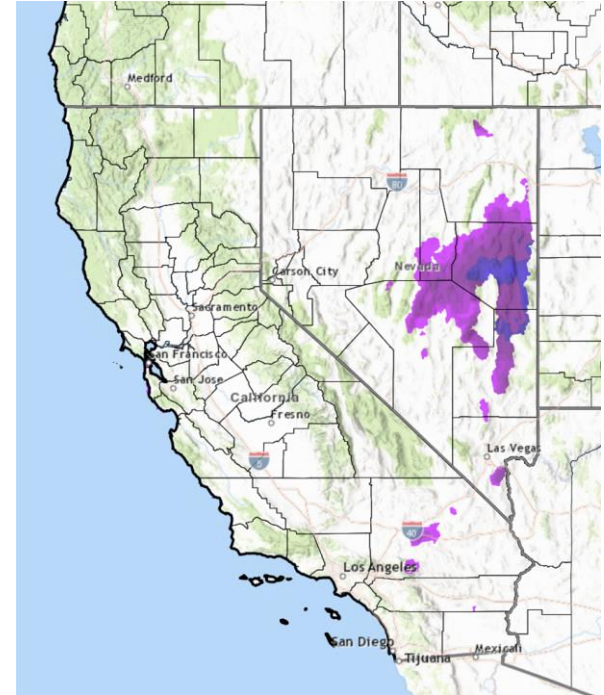 Medford
80
Nevada
Carson City
Sacramento
San Francisco
San Jose
California
Fresno
5
Las Vegas
40
Los Angeles
San Diego
Tijuana
Mexicali